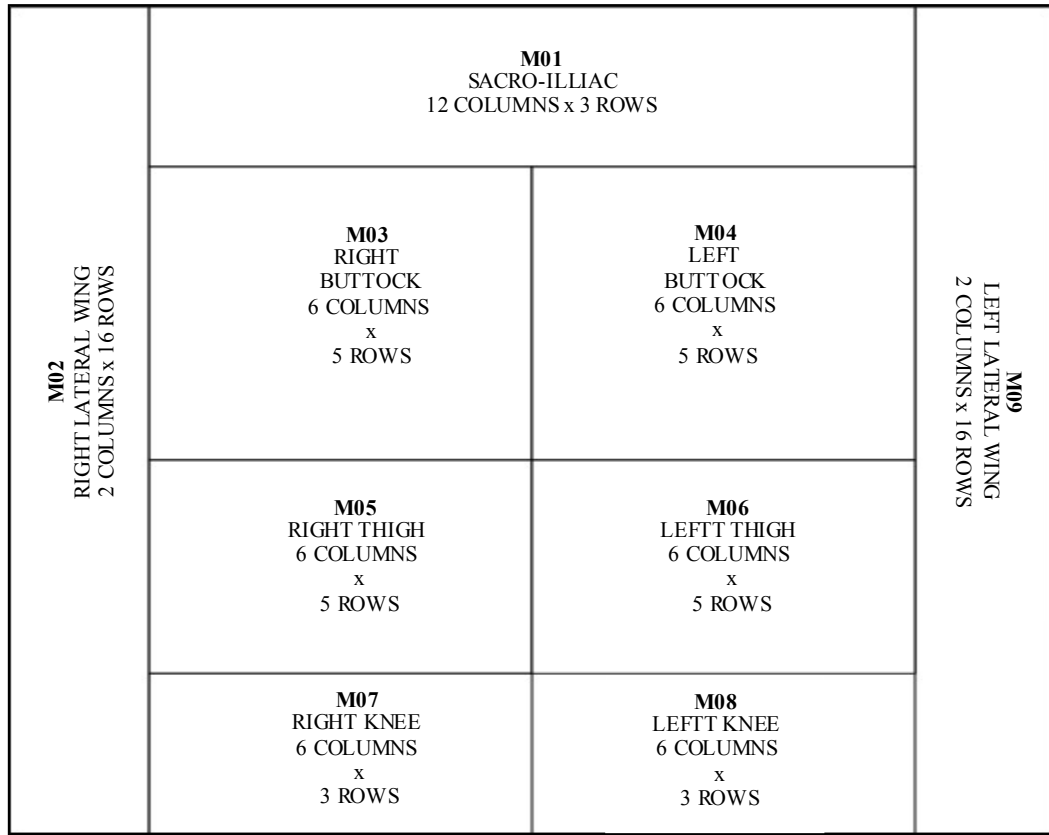 M01
SACRO-ILLIAC
12 COLUMNS x 3 ROWS
M02
RIGHT LATERAL WING
2 COLUMNS x 16 ROWS
M03
RIGHT
BUTTOCK
6 COLUMNS
x
5 ROWS
M04
LEFT
BUTTOCK
6 COLUMNS
x
5 ROWS
M09
LEFT LATERAL WING
2 COLUMNS x 16 ROWS
M05
RIGHT THIGH
6 COLUMNS
x
5 ROWS
M06
LEFTT THIGH
6 COLUMNS
x
5 ROWS
M07
RIGHT KNEE
6 COLUMNS
x
3 ROWS
M08
LEFTT KNEE
6 COLUMNS
x
3 ROWS